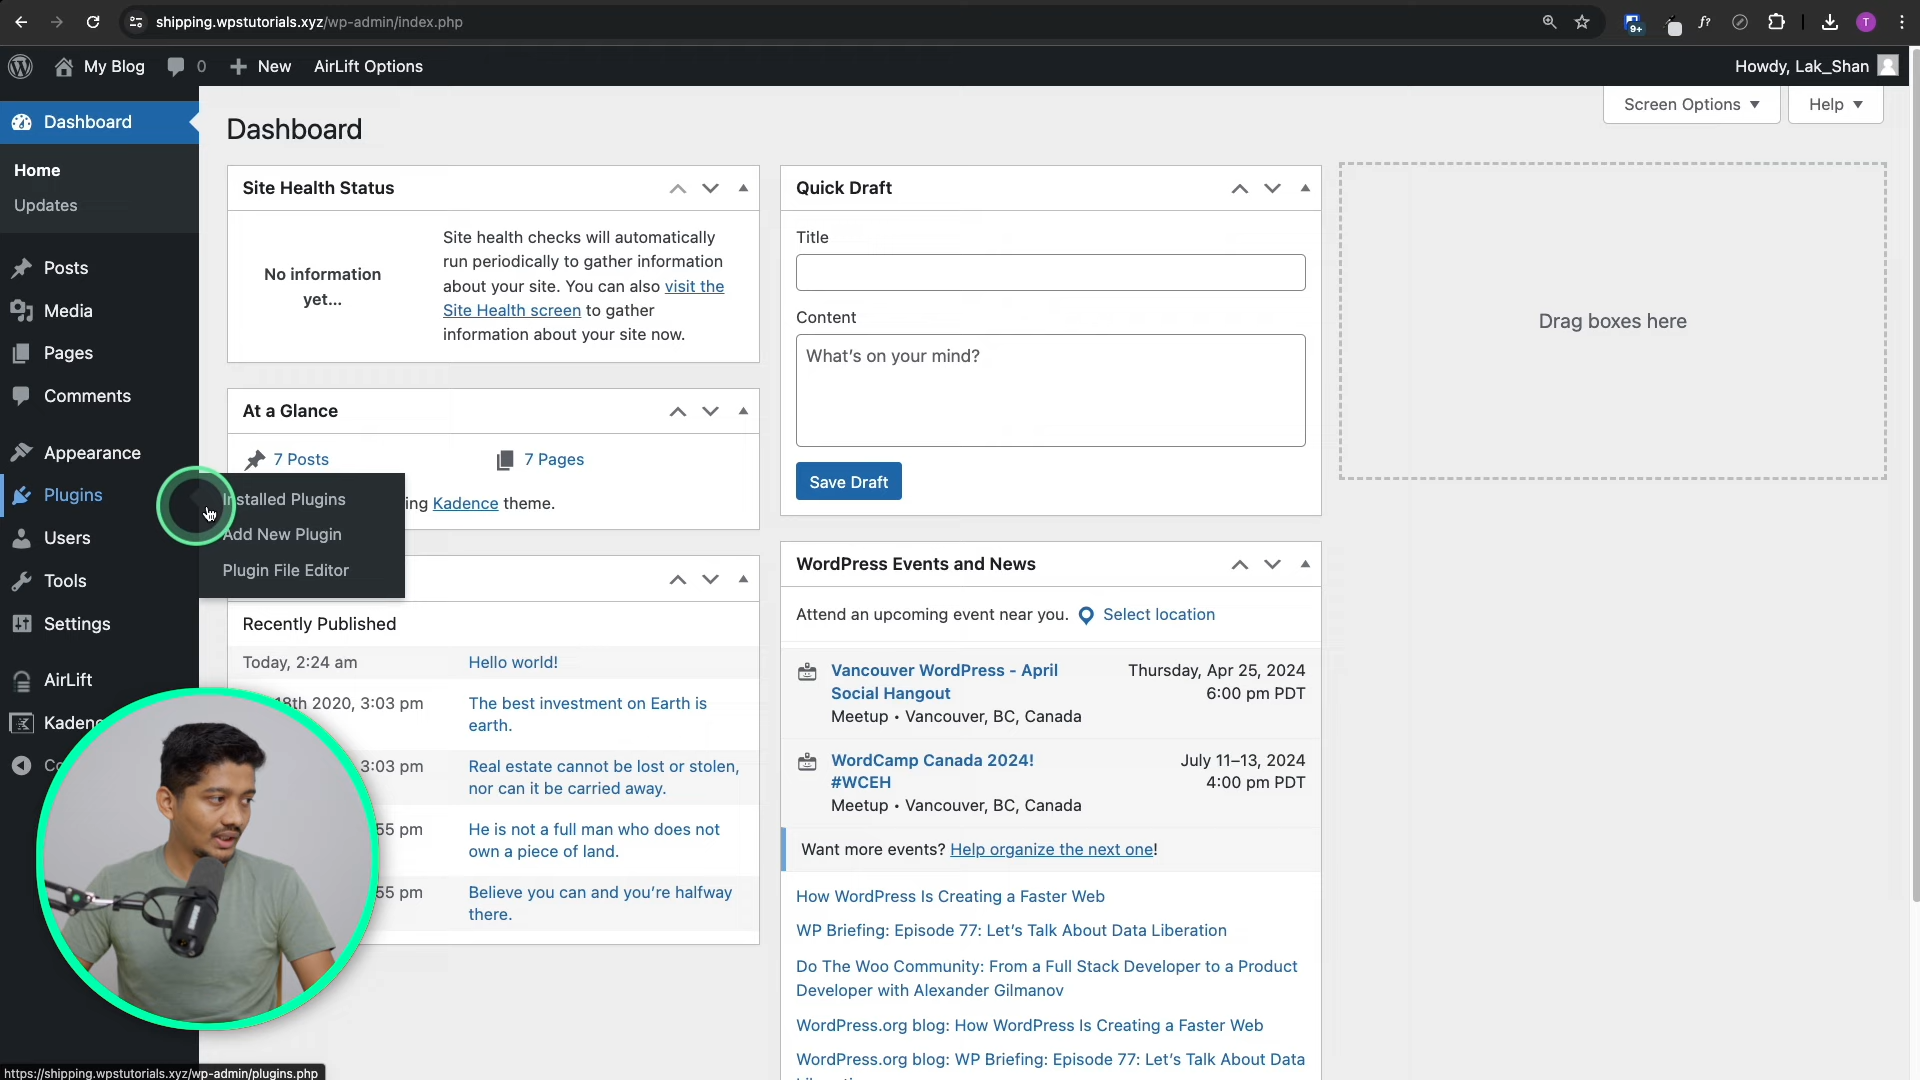 shipping.wpstutorials.xyz/wp-admin/index.php
9+
f?
T
My Blog
0
New
AirLift Options
Howdy, Lak_Shan
Screen Options
Help
Dashboard
Home
Updates
Posts
Media
Pages
Comments
Appearance
Plugins
Users
Tools
Settings
AirLift
Installed Plugins
Add New Plugin
Plugin File Editor
Dashboard
Site Health Status
No information
yet...
Site health checks will automatically
run periodically to gather information
about your site. You can also visit the
Site Health screen to gather
information about your site now.
At a Glance
7 Posts
7 Pages
Kadence theme.
Recently Published
Today, 2:24 am
Hello world!
18th 2020, 3:03 pm
The best investment on Earth is
earth.
3:03 pm
Real estate cannot be lost or stolen,
nor can it be carried away.
55 pm
He is not a full man who does not
own a piece of land.
55 pm
Believe you can and you're halfway
there.
Quick Draft
Title
Content
What's on your mind?
Save Draft
WordPress Events and News
Attend an upcoming event near you.
Select location
Vancouver WordPress - April
Social Hangout
Meetup • Vancouver, BC, Canada
Thursday, Apr 25, 2024
6:00 pm PDT
WordCamp Canada 2024!
#WCEH
Meetup • Vancouver, BC, Canada
July 11–13, 2024
4:00 pm PDT
Want more events? Help organize the next one!
How WordPress Is Creating a Faster Web
WP Briefing: Episode 77: Let's Talk About Data Liberation
Do The Woo Community: From a Full Stack Developer to a Product
Developer with Alexander Gilmanov
WordPress.org blog: How WordPress Is Creating a Faster Web
WordPress.org blog: WP Briefing: Episode 77: Let's Talk About Data
Drag boxes here
https://shipping.wpstutorials.xyz/wp-admin/plugins.php